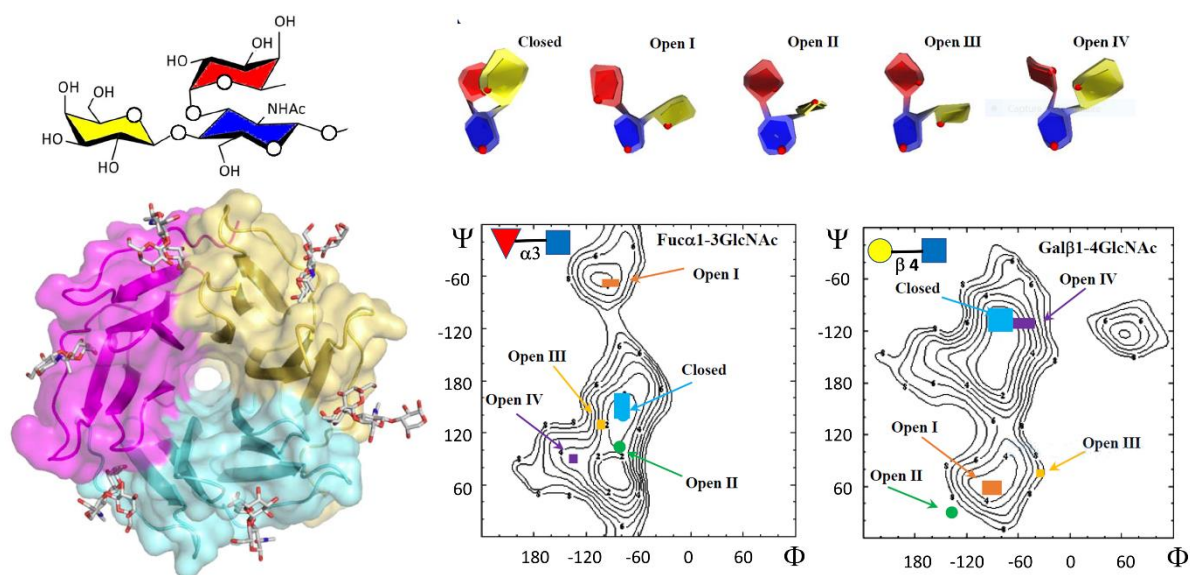 OH
OH
OH
HO
OH
OH
O
NHAc
HO
O
O
HO
OH
OH
Closed
Open I
Open II
Open III
Open IV
Ψ
α3
Fucα1-3GlcNAc
Open I
Open III
Closed
Open IV
Open II
-60
-120
180
120
60
180 -120 -60 0 60 Φ
Ψ
β 4
Galβ1-4GlcNAc
Closed
Open IV
Open I
Open III
Open II
-60
-120
180
120
60
180 -120 -60 0 60 Φ